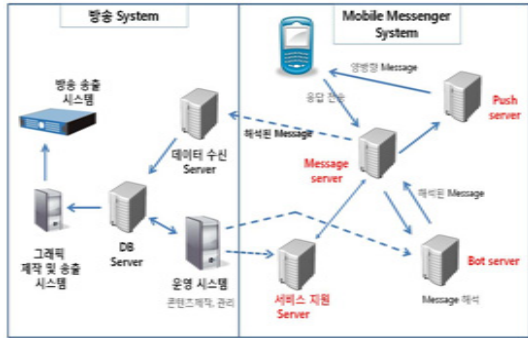 방송 System
Mobile Messenger
System
방송 송출
시스템
데이터 수신
Server
그래픽
제작 및 송출
시스템
DB
Server
운영 시스템
콘텐츠제작, 관리
양방향 Message
응답 전송
Push
server
해석된 Message
Message
server
해석된 Message
서비스 지원
Server
Bot server
Message 해석